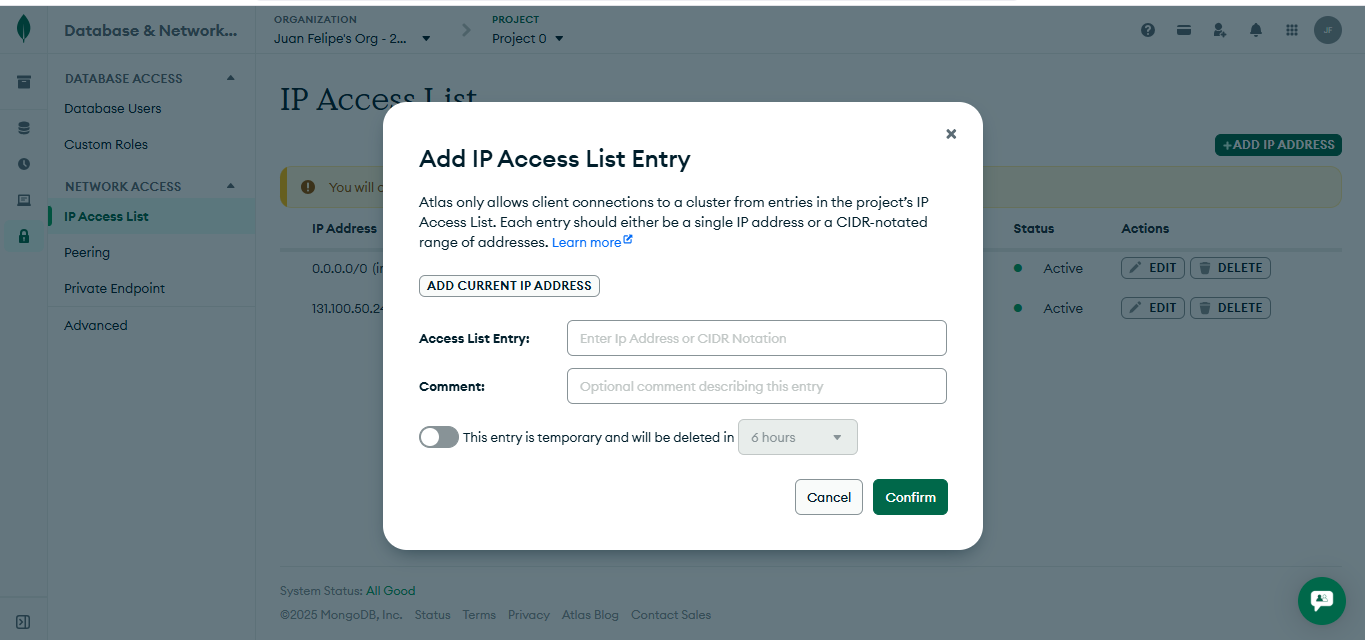 Database & Network...
ORGANIZATION
Juan Felipe's Org - 2...
PROJECT
Project 0
JF
DATABASE ACCESS
Database Users
Custom Roles
NETWORK ACCESS
IP Access List
Peering
Private Endpoint
Advanced
IP Access List
+ADD IP ADDRESS
You will
IP Address
Status
Actions
0.0.0.0/0
Active
EDIT
DELETE
131.100.50.24
Active
EDIT
DELETE
Add IP Access List Entry
Atlas only allows client connections to a cluster from entries in the project's IP
Access List. Each entry should either be a single IP address or a CIDR-notated
range of addresses. Learn more
ADD CURRENT IP ADDRESS
Access List Entry:
Enter Ip Address or CIDR Notation
Comment:
Optional comment describing this entry
This entry is temporary and will be deleted in
6 hours
Cancel
Confirm
System Status: All Good
©2025 MongoDB, Inc.
Status
Terms
Privacy
Atlas Blog
Contact Sales